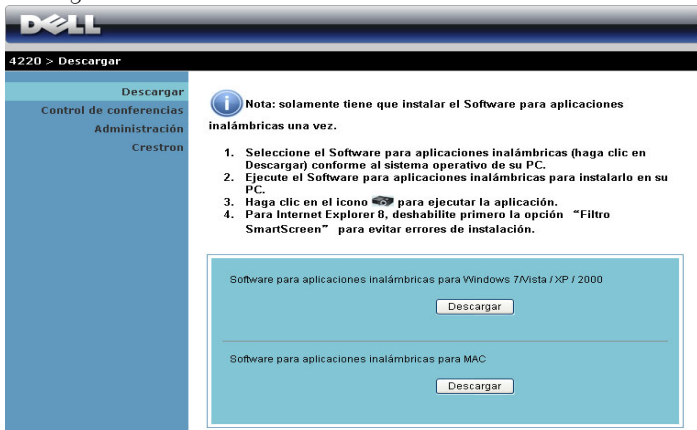 DELL
4220 > Descargar
Descargar
Control de conferencias
Administración
Crestron
Nota: solamente tiene que instalar el Software para aplicaciones
inalámbricas una vez.
1. Seleccione el Software para aplicaciones inalámbricas (haga clic en
Descargar) conforme al sistema operativo de su PC.
2. Ejecute el Software para aplicaciones inalámbricas para instalarlo en su
PC.
3. Haga clic en el icono para ejecutar la aplicación.
4. Para Internet Explorer 8, deshabilite primero la opción “Filtro
SmartScreen” para evitar errores de instalación.
Software para aplicaciones inalámbricas para Windows 7/Vista / XP / 2000
Descargar
Software para aplicaciones inalámbricas para MAC
Descargar